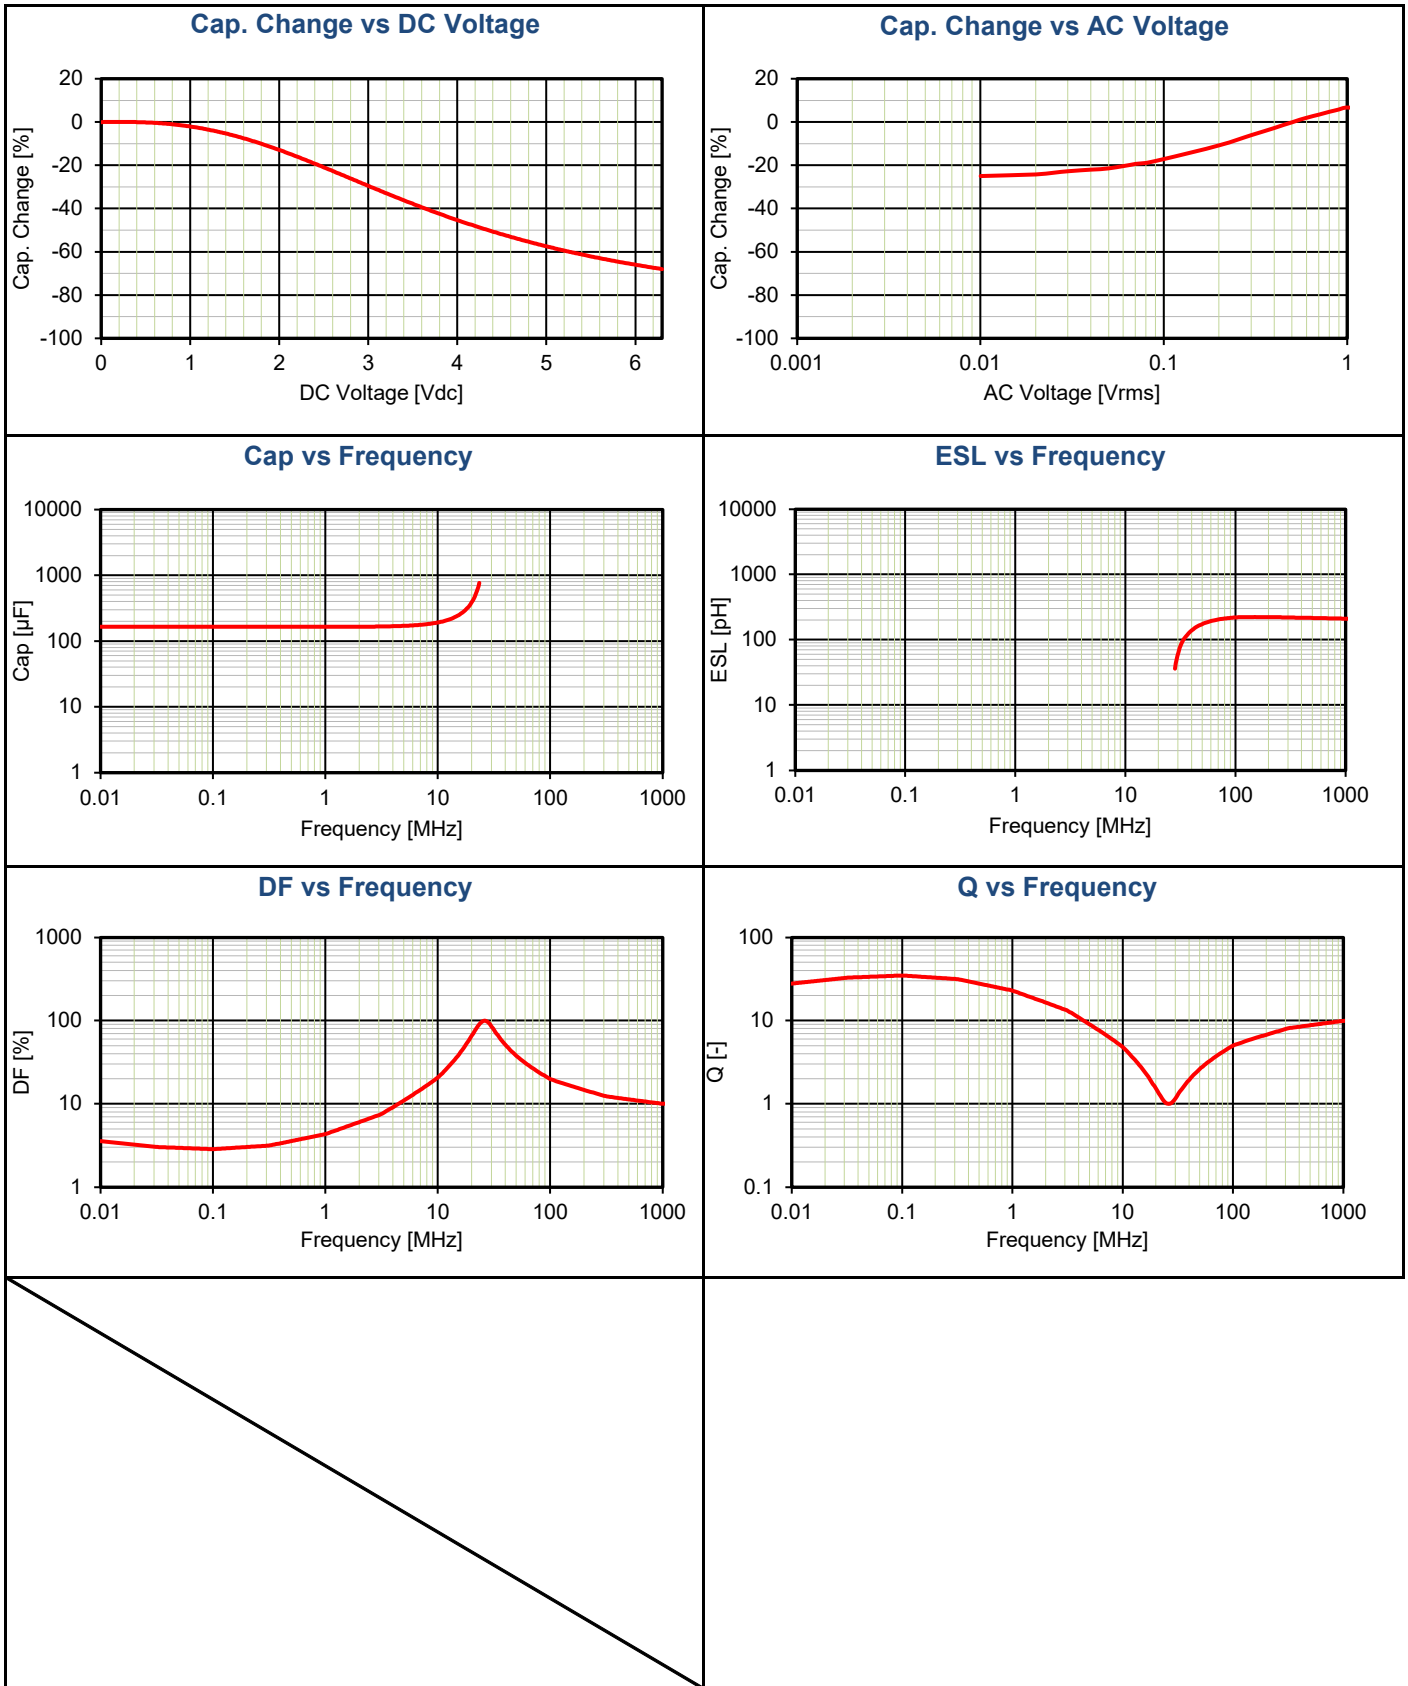 Cap. Change vs DC Voltage
Cap. Change [%]
20
0
-20
-40
-60
-80
-100
0 1 2 3 4 5 6
DC Voltage [Vdc]
Cap. Change vs AC Voltage
Cap. Change [%]
20
0
-20
-40
-60
-80
-100
0.001 0.01 0.1 1
AC Voltage [Vrms]
Cap vs Frequency
Cap [µF]
10000
1000
100
10
1
0.01 0.1 1 10 100 1000
Frequency [MHz]
ESL vs Frequency
ESL [pH]
10000
1000
100
10
1
0.01 0.1 1 10 100 1000
Frequency [MHz]
DF vs Frequency
DF [%]
1000
100
10
1
0.01 0.1 1 10 100 1000
Frequency [MHz]
Q vs Frequency
Q [-]
100
10
1
0.1
0.01 0.1 1 10 100 1000
Frequency [MHz]